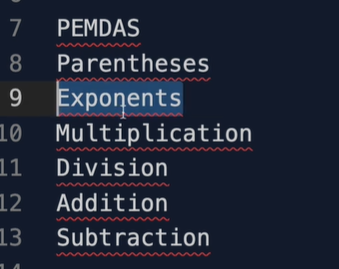 7 PEMDAS
8 Parentheses
9 Exponents
10 Multiplication
11 Division
12 Addition
13 Subtraction